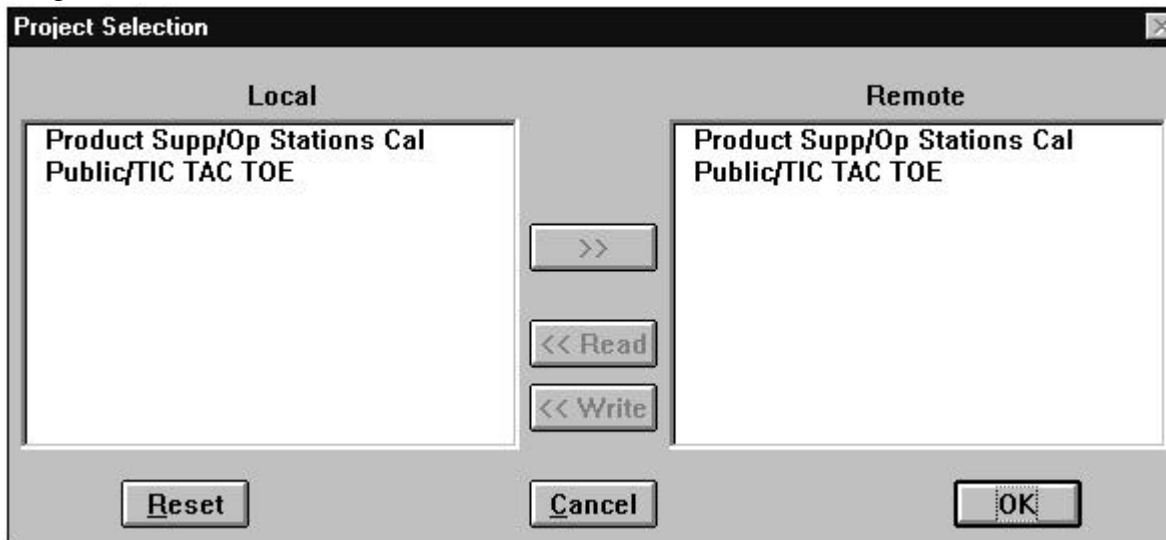 Project Selection
Local
Remote
Product Supp/Op Stations Cal
Public/TIC TAC TOE
Product Supp/Op Stations Cal
Public/TIC TAC TOE
>>
<< Read
<< Write
Reset
Cancel
OK